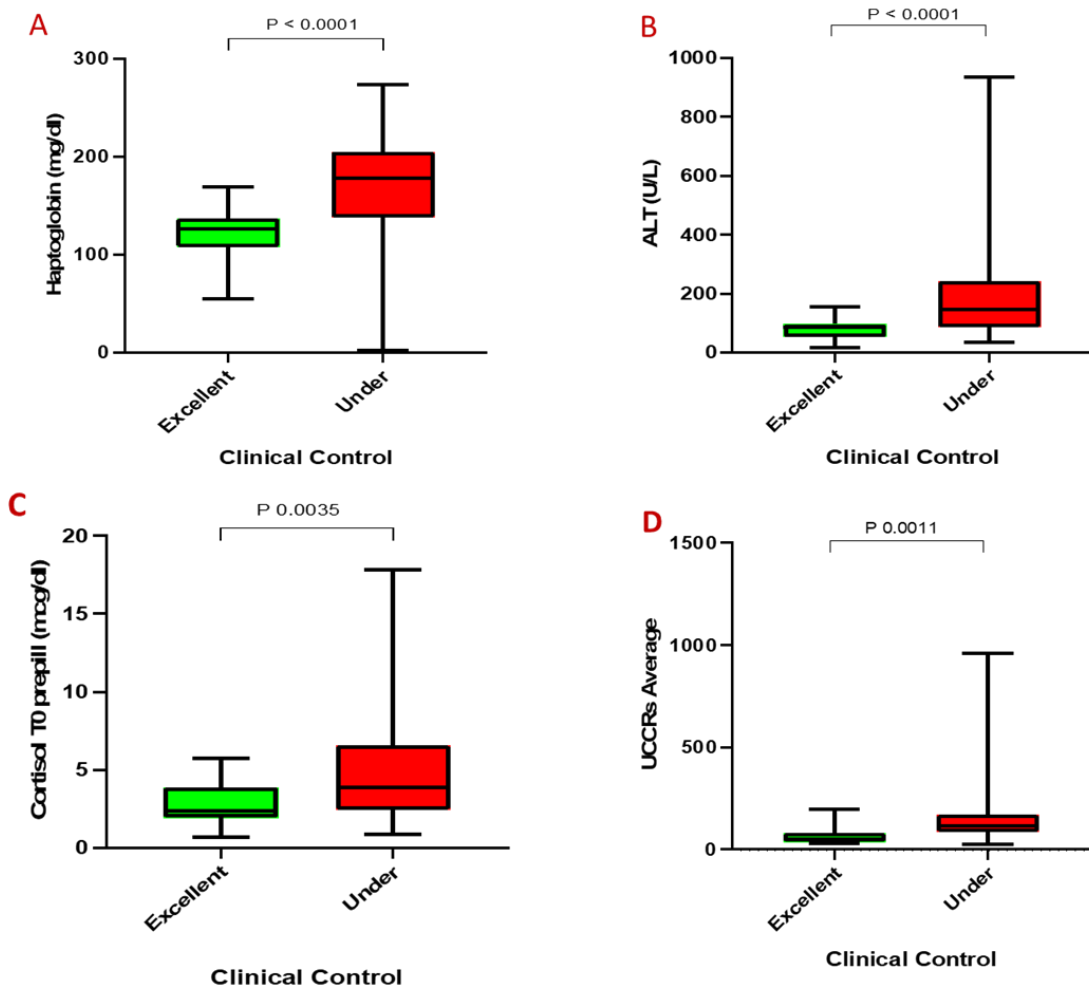 A
P < 0.0001
300
200
100
0
Haptoglobin (mg/dl)
Excellent
Under
Clinical Control
B
P < 0.0001
1000
800
600
400
200
0
ALT (U/L)
Excellent
Under
Clinical Control
C
P 0.0035
20
15
10
5
0
Cortisol T0 prepill (mcg/dl)
Excellent
Under
Clinical Control
D
P 0.0011
1500
1000
500
0
UCCRs Average
Excellent
Under
Clinical Control